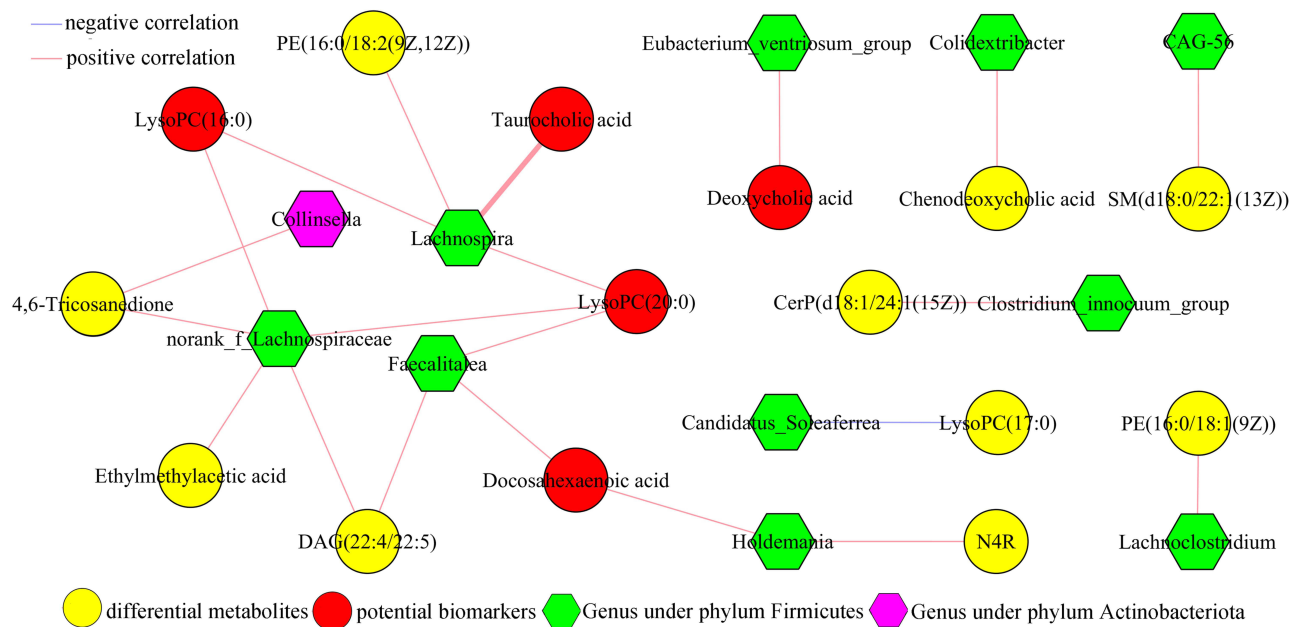 negative correlation
positive correlation
PE(16:0/18:2(9Z,12Z))
Eubacterium_ventriosum_group
Colidextribacter
CAG-56
LysoPC(16:0)
Taurocholic acid
Collinsella
Lachnospira
Deoxycholic acid
Chenodeoxycholic acid
SM(d18:0/22:1(13Z))
4,6-Tricosanedione
LysoPC(20:0)
CerP(d18:1/24:1(15Z))
Clostridium_innocuum_group
norank_f_Lachnospiraceae
Faecalitalea
Candidatus_Soleaferrea
LysoPC(17:0)
PE(16:0/18:1(9Z))
Ethylmethylacetic acid
Docosahexaenoic acid
DAG(22:4/22:5)
Holdemania
N4R
Lachnoclostridium
differential metabolites
potential biomarkers
Genus under phylum Firmicutes
Genus under phylum Actinobacteriota